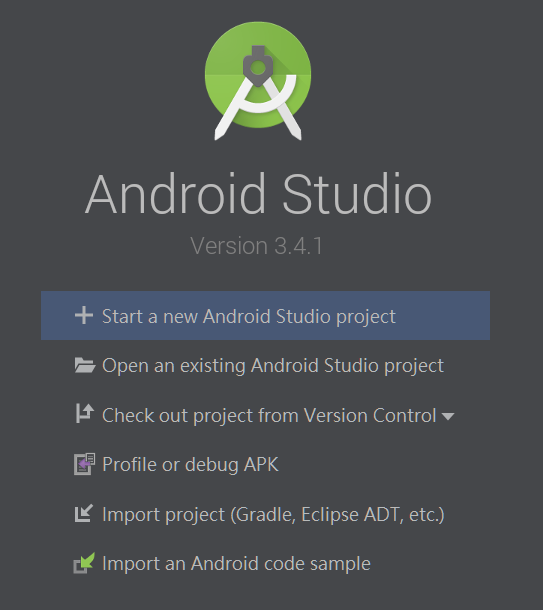 Android Studio
Version 3.4.1
Start a new Android Studio project
Open an existing Android Studio project
Check out project from Version Control
Profile or debug APK
Import project (Gradle, Eclipse ADT, etc.)
Import an Android code sample